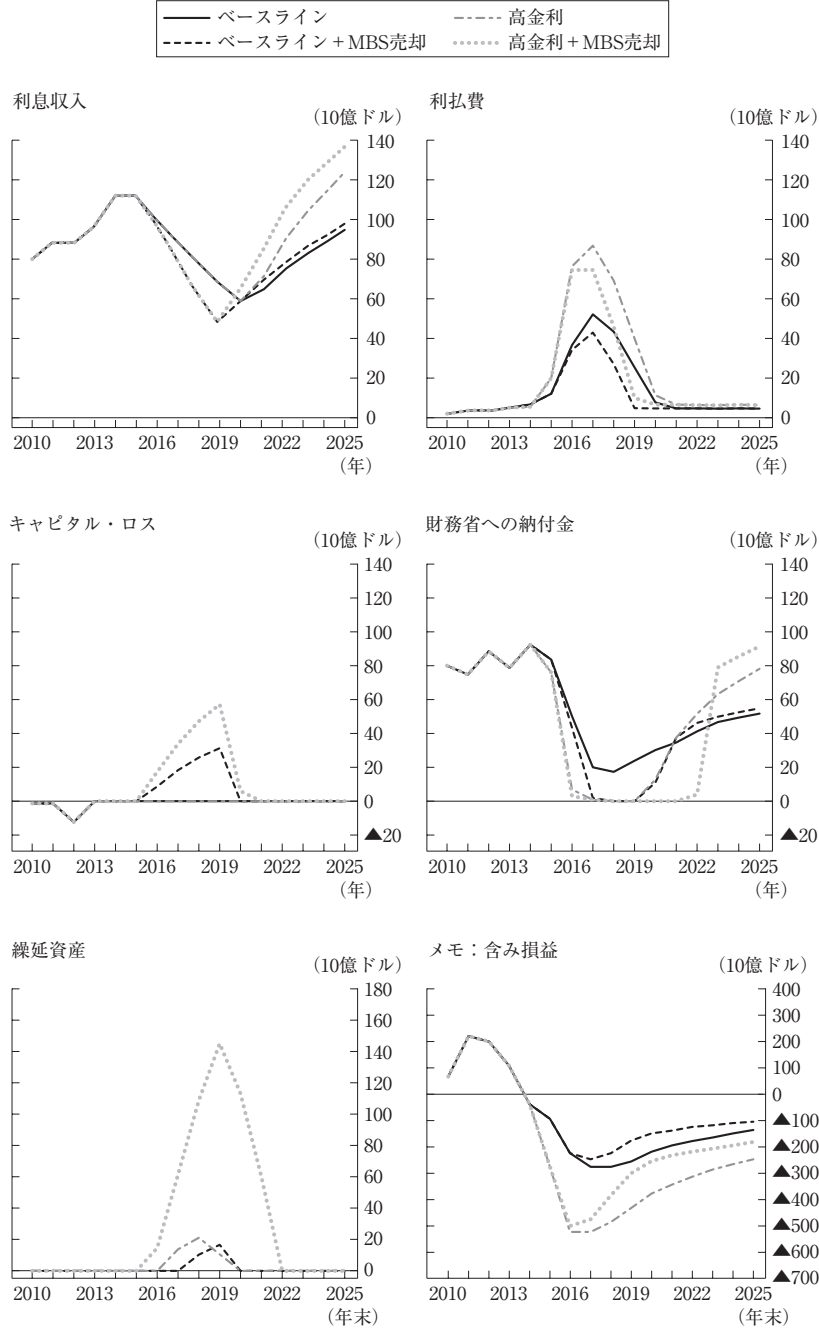 ベースライン
高金利
ベースライン＋MBS売却
高金利＋MBS売却
利息収入
（10億ドル）
140
120
100
80
60
40
20
0
2010 2013 2016 2019 2022 2025
（年）
利払費
（10億ドル）
140
120
100
80
60
40
20
0
2010 2013 2016 2019 2022 2025
（年）
キャピタル・ロス
（10億ドル）
140
120
100
80
60
40
20
0
▲20
2010 2013 2016 2019 2022 2025
（年）
財務省への納付金
（10億ドル）
140
120
100
80
60
40
20
0
▲20
2010 2013 2016 2019 2022 2025
（年）
繰延資産
（10億ドル）
180
160
140
120
100
80
60
40
20
0
2010 2013 2016 2019 2022 2025
（年末）
メモ：含み損益
（10億ドル）
400
300
200
100
0
▲100
▲200
▲300
▲400
▲500
▲600
▲700
2010 2013 2016 2019 2022 2025
（年末）